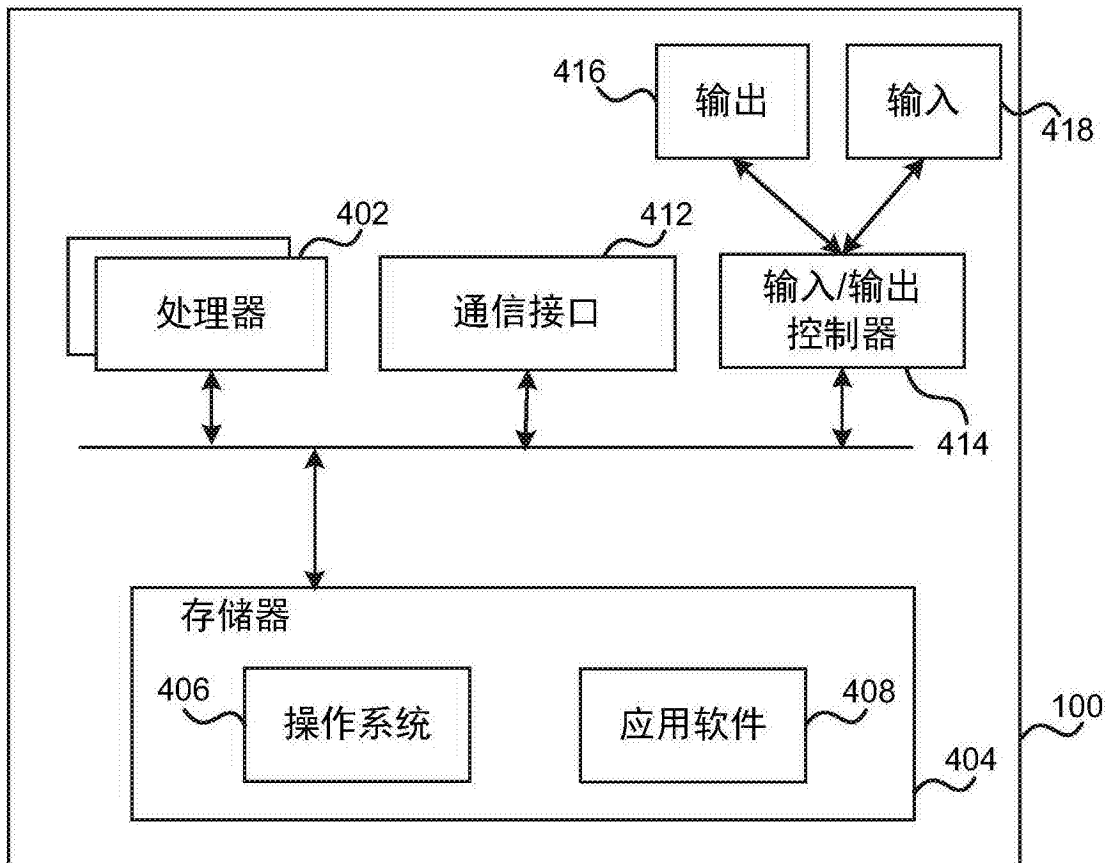 416
输出
输入
418
402
412
处理器
通信接口
输入/输出
控制器
414
存储器
406
操作系统
应用软件
408
100
404